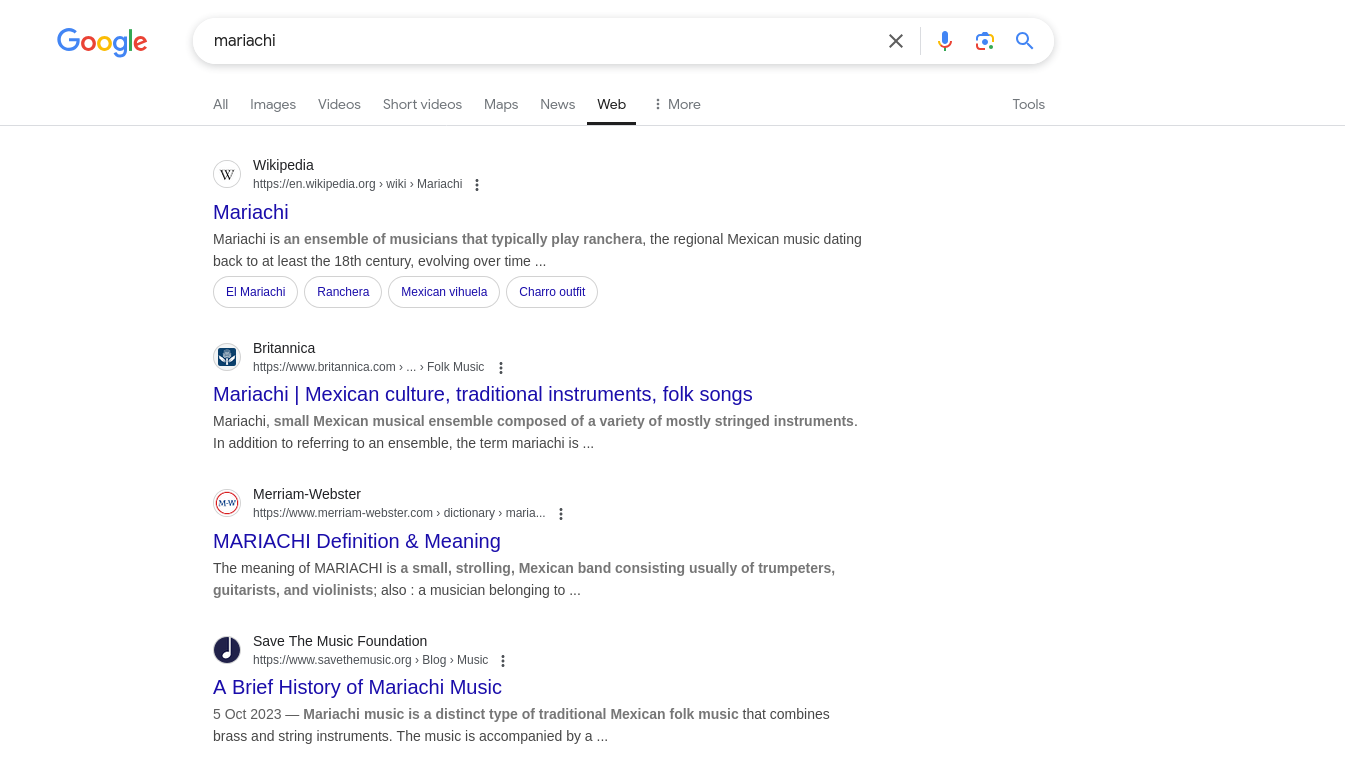 Google
mariachi
All Images Videos Short videos Maps News Web More Tools
W
Wikipedia
https://en.wikipedia.org › wiki › Mariachi
Mariachi
Mariachi is an ensemble of musicians that typically play ranchera, the regional Mexican music dating
back to at least the 18th century, evolving over time ...
El Mariachi Ranchera Mexican vihuela Charro outfit
Britannica
https://www.britannica.com › ... › Folk Music
Mariachi | Mexican culture, traditional instruments, folk songs
Mariachi, small Mexican musical ensemble composed of a variety of mostly stringed instruments.
In addition to referring to an ensemble, the term mariachi is ...
M-W
Merriam-Webster
https://www.merriam-webster.com › dictionary › maria...
MARIACHI Definition & Meaning
The meaning of MARIACHI is a small, strolling, Mexican band consisting usually of trumpeters,
guitarists, and violinists; also : a musician belonging to ...
Save The Music Foundation
https://www.savethemusic.org › Blog › Music
A Brief History of Mariachi Music
5 Oct 2023 — Mariachi music is a distinct type of traditional Mexican folk music that combines
brass and string instruments. The music is accompanied by a ...